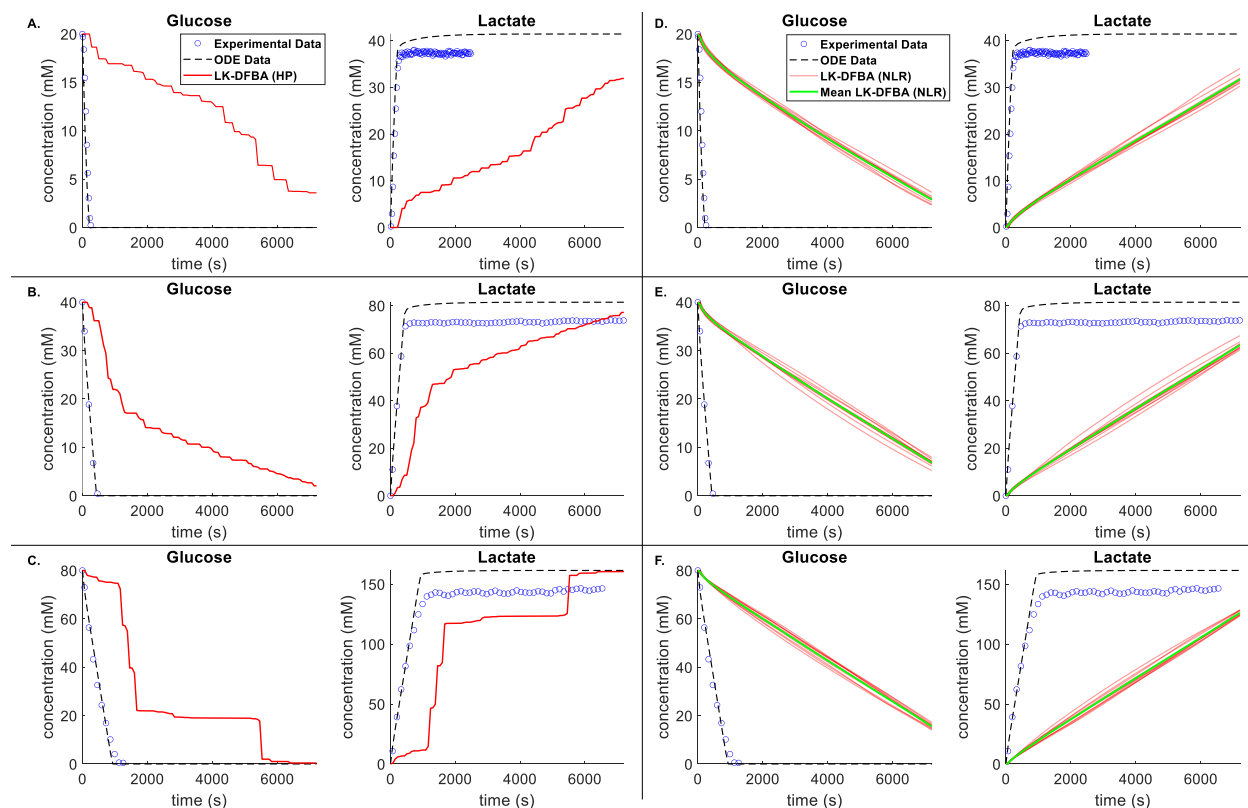 A.
Glucose
concentration (mM)
20
15
10
5
0
0 2000 4000 6000
time (s)
Experimental Data
ODE Data
LK-DFBA (HP)
Lactate
concentration (mM)
40
30
20
10
0
0 2000 4000 6000
time (s)
D.
Glucose
concentration (mM)
20
15
10
5
0
0 2000 4000 6000
time (s)
Experimental Data
ODE Data
LK-DFBA (NLR)
Mean LK-DFBA (NLR)
Lactate
concentration (mM)
40
30
20
10
0
0 2000 4000 6000
time (s)
B.
Glucose
concentration (mM)
40
30
20
10
0
0 2000 4000 6000
time (s)
Lactate
concentration (mM)
80
60
40
20
0
0 2000 4000 6000
time (s)
E.
Glucose
concentration (mM)
40
30
20
10
0
0 2000 4000 6000
time (s)
Lactate
concentration (mM)
80
60
40
20
0
0 2000 4000 6000
time (s)
C.
Glucose
concentration (mM)
80
60
40
20
0
0 2000 4000 6000
time (s)
Lactate
concentration (mM)
150
100
50
0
0 2000 4000 6000
time (s)
F.
Glucose
concentration (mM)
80
60
40
20
0
0 2000 4000 6000
time (s)
Lactate
concentration (mM)
150
100
50
0
0 2000 4000 6000
time (s)